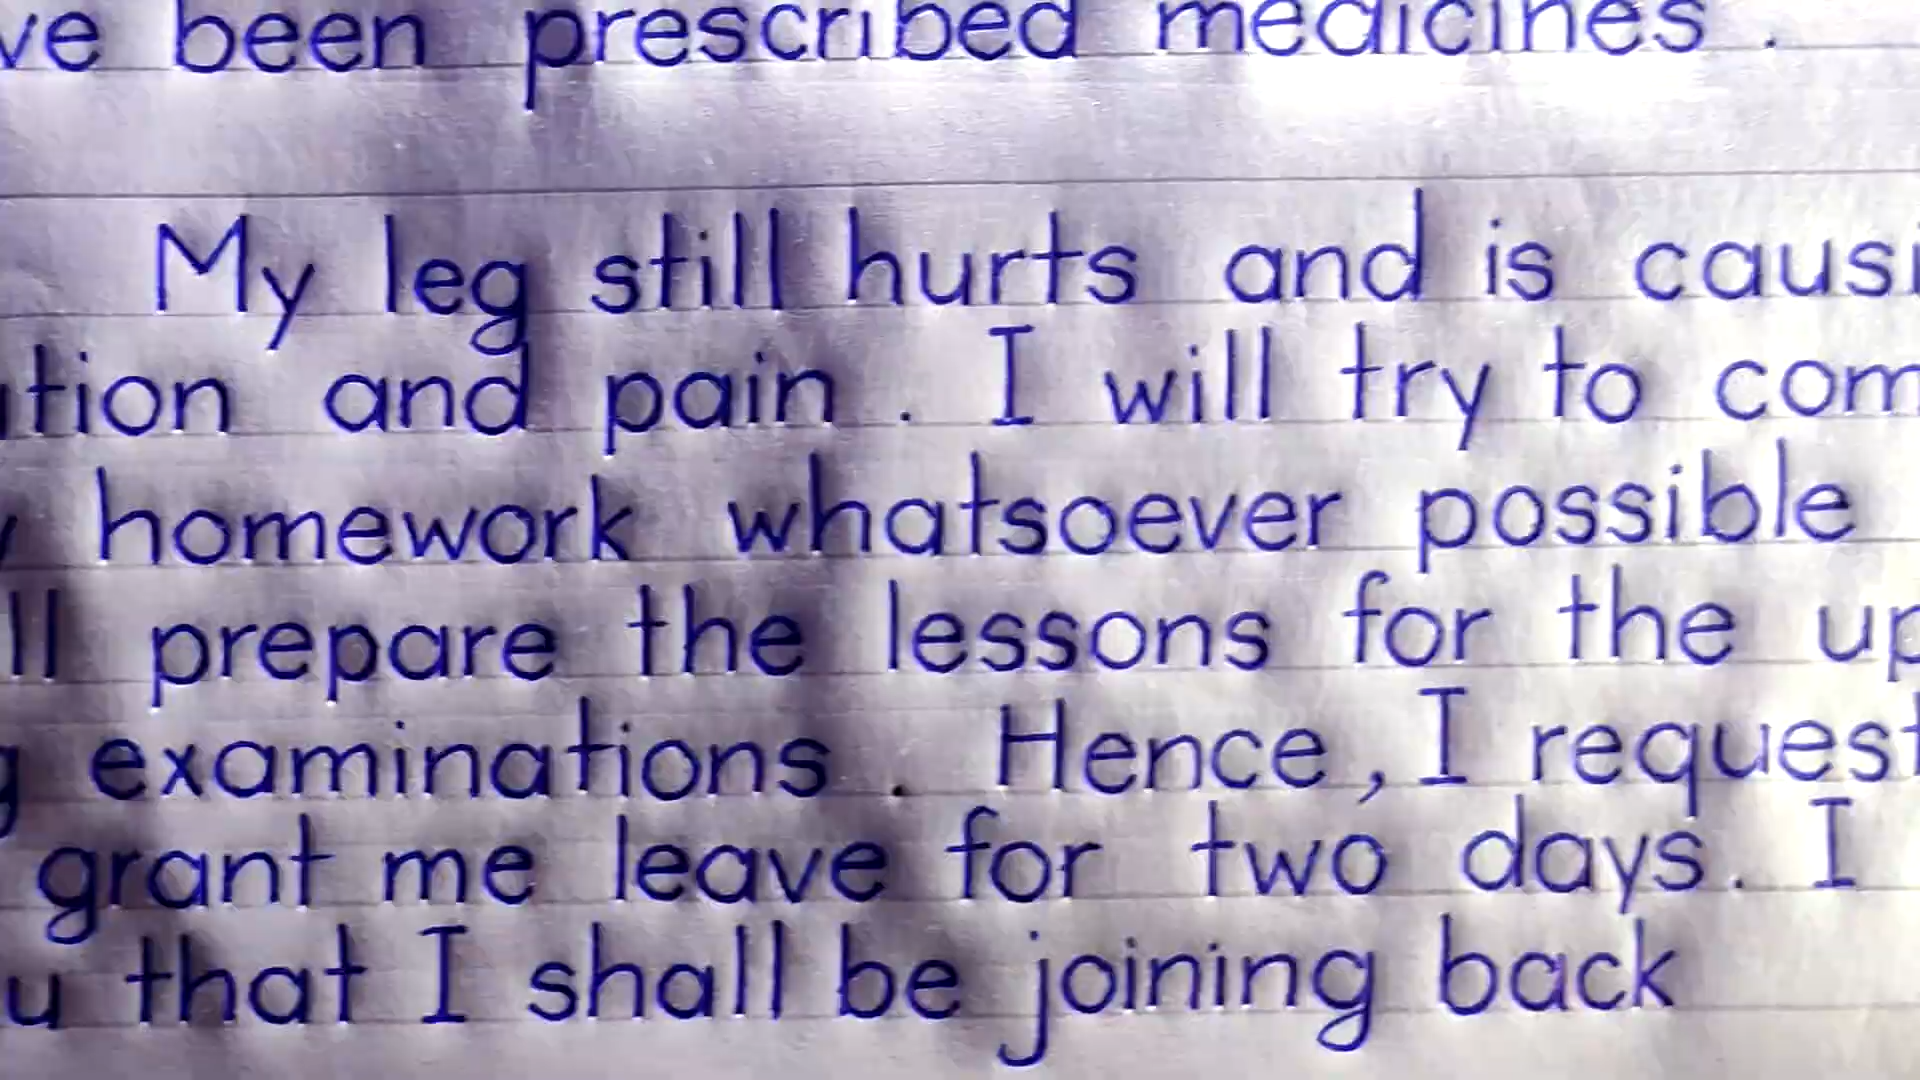 ve been prescribed medicines.
My leg still hurts and is causi
tion and pain. I will try to com
homework whatsoever possible
ll prepare the lessons for the up
g examinations. Hence, I request
grant me leave for two days. I
u that I shall be joining back